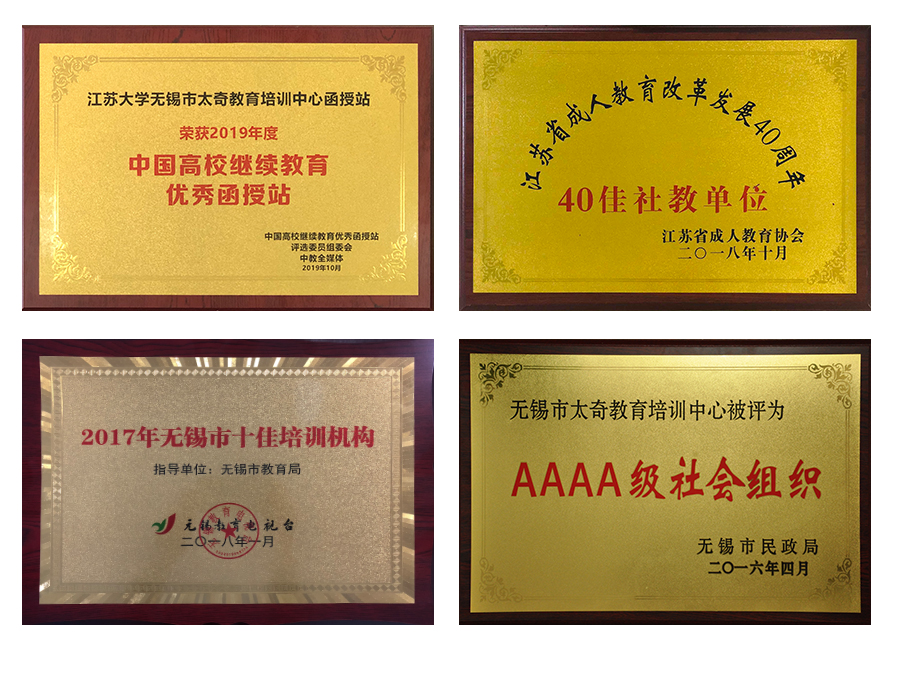 江苏大学无锡市太奇教育培训中心函授站
荣获2019年度
中国高校继续教育
优秀函授站
中国高校继续教育优秀函授站
评选委员组委会
中教全媒体
2019年10月
江苏省成人教育改革发展40周年
40佳社教单位
江苏省成人教育协会
二〇一八年十月
2017年无锡市十佳培训机构
指导单位：无锡市教育局
无锡教育电视台
二〇一八年一月
无锡市太奇教育培训中心被评为
AAAA级社会组织
无锡市民政局
二〇一六年四月